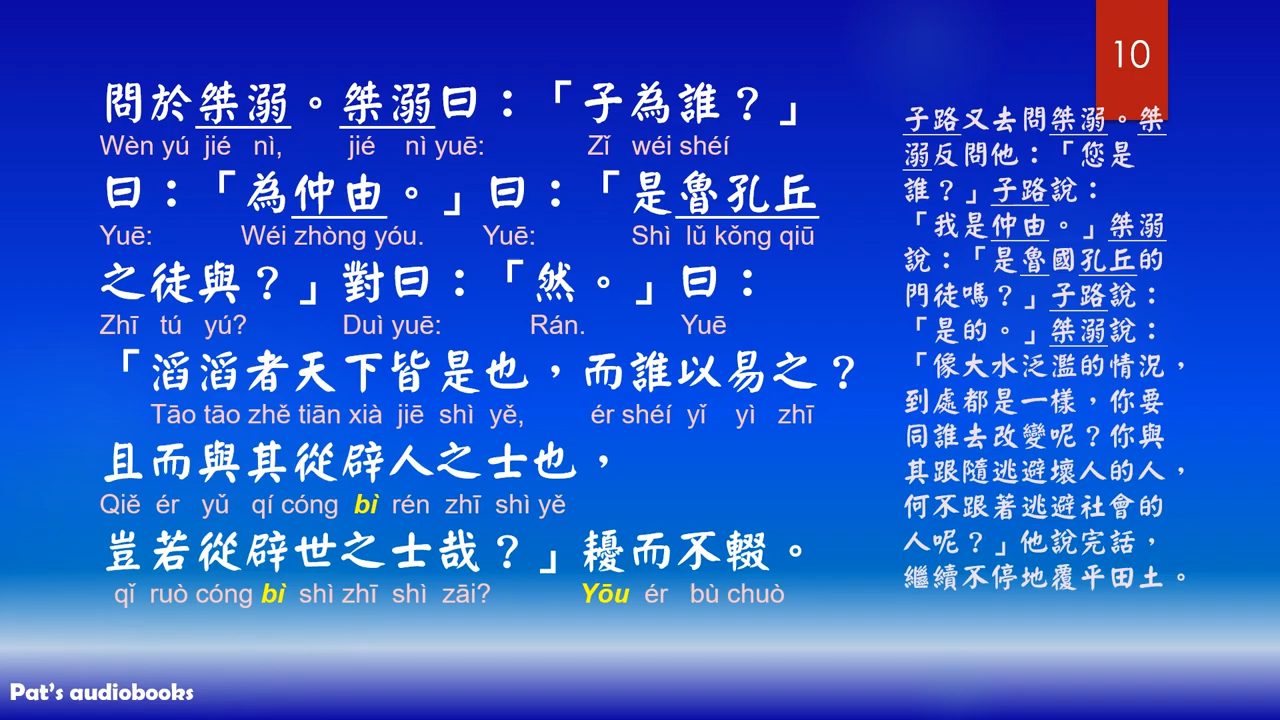 10
問於桀溺。桀溺曰：「子為誰？」
Wèn yú jié nì, jié nì yuē: Zǐ wéi shéí
曰：「為仲由。」曰：「是魯孔丘
Yuē: Wéi zhòng yóu. Yuē: Shì lǔ kǒng qiū
之徒與？」對曰：「然。」曰：
Zhī tú yú? Duì yuē: Rán. Yuē
「滔滔者天下皆是也，而誰以易之？
Tāo tāo zhě tiān xià jiē shì yě, ér shéí yǐ yì zhī
且而與其從辟人之士也，
Qiě ér yǔ qí cóng bì rén zhī shì yě
豈若從辟世之士哉？」耰而不輟。
qǐ ruò cóng bì shì zhī shì zāi? Yōu ér bù chuò
子路又去問桀溺。桀
溺反問他：「您是
誰？」子路說：
「我是仲由。」桀溺
說：「是魯國孔丘的
門徒嗎？」子路說：
「是的。」桀溺說：
「像大水泛濫的情況，
到處都是一樣，你要
同誰去改變呢？你與
其跟隨逃避壞人的人，
何不跟著逃避社會的
人呢？」他說完話，
繼續不停地覆平田土。
Pat's audiobooks